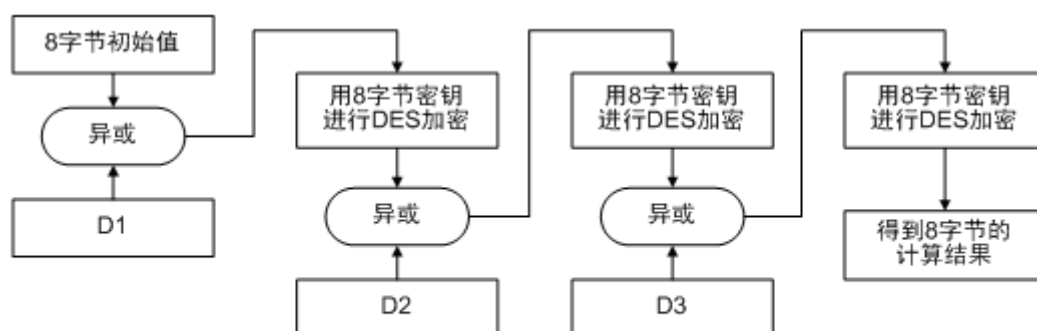 8字节初始值
异或
D1
用8字节密钥
进行DES加密
异或
D2
用8字节密钥
进行DES加密
异或
D3
用8字节密钥
进行DES加密
得到8字节的
计算结果